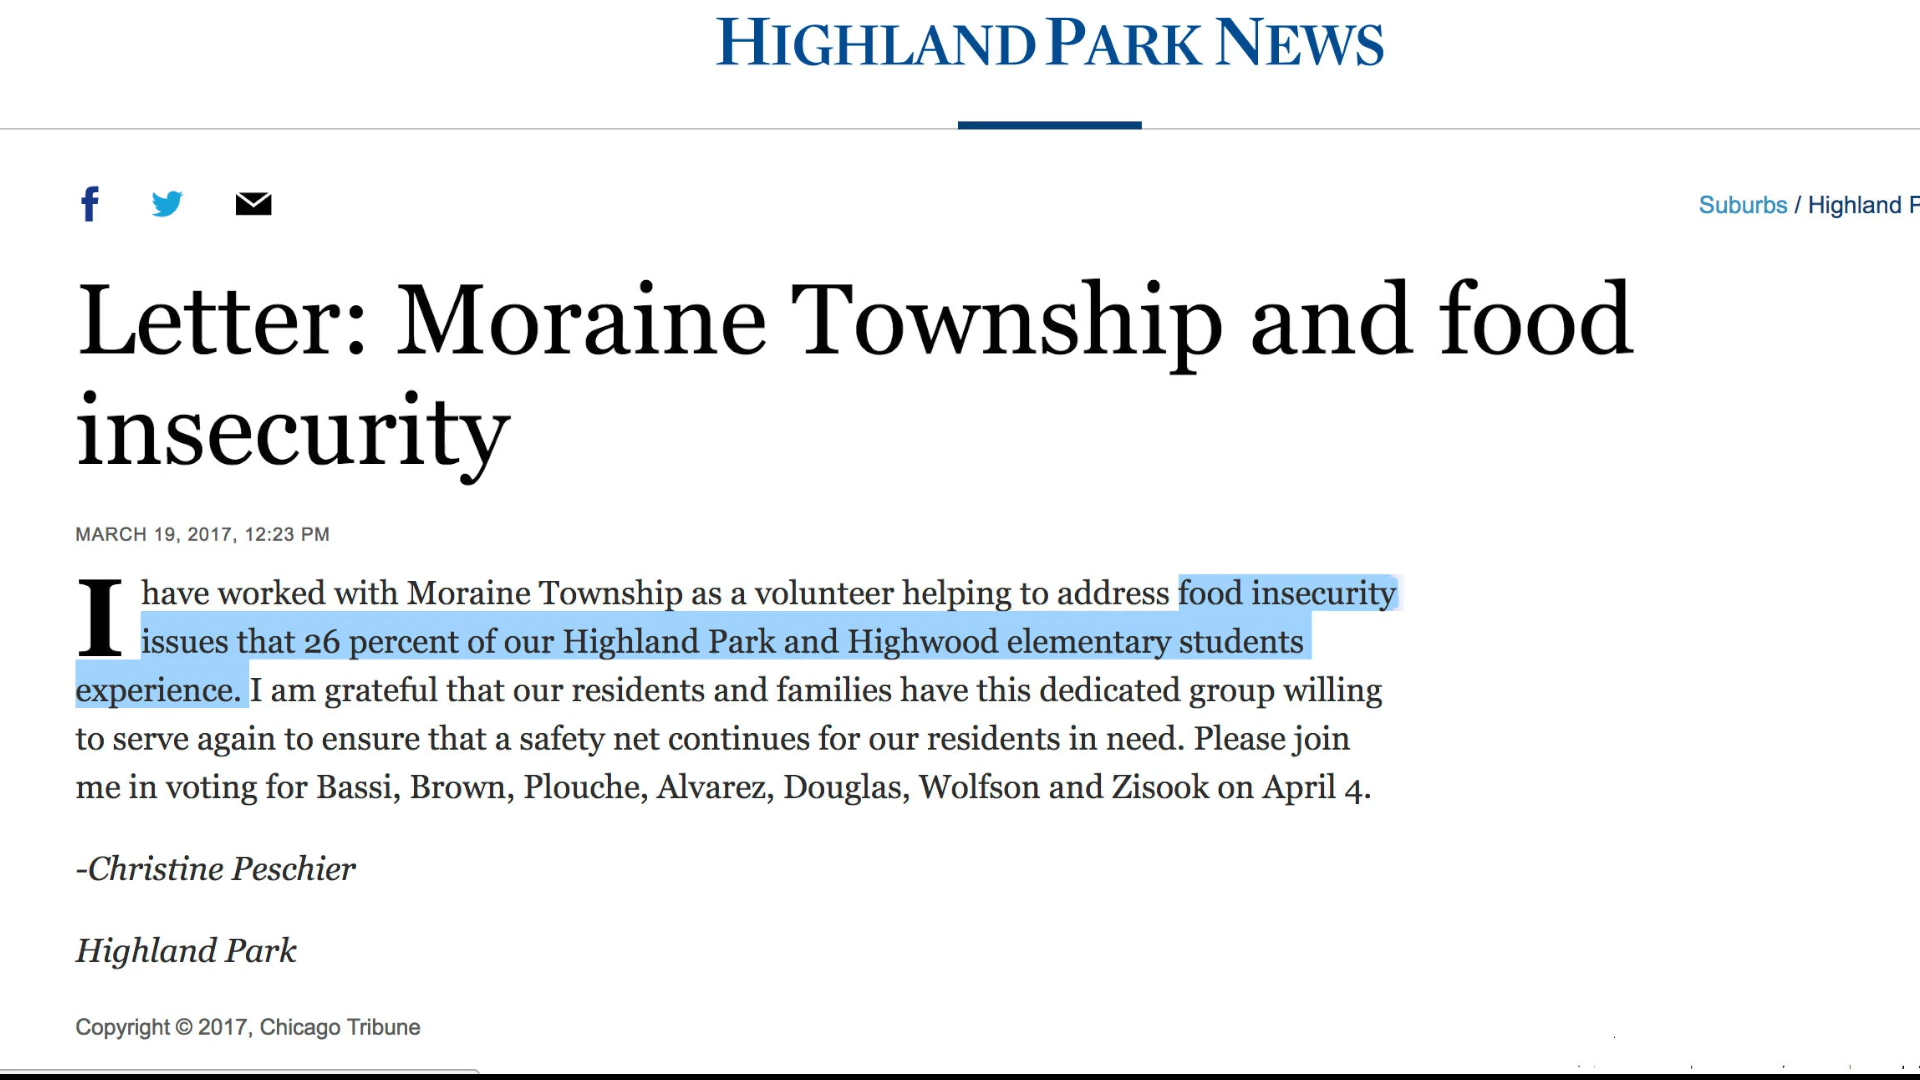 HIGHLAND PARK NEWS
Suburbs / Highland P
Letter: Moraine Township and food
insecurity
MARCH 19, 2017, 12:23 PM
I have worked with Moraine Township as a volunteer helping to address food insecurity
issues that 26 percent of our Highland Park and Highwood elementary students
experience. I am grateful that our residents and families have this dedicated group willing
to serve again to ensure that a safety net continues for our residents in need. Please join
me in voting for Bassi, Brown, Plouche, Alvarez, Douglas, Wolfson and Zisook on April 4.
-Christine Peschier
Highland Park
Copyright © 2017, Chicago Tribune